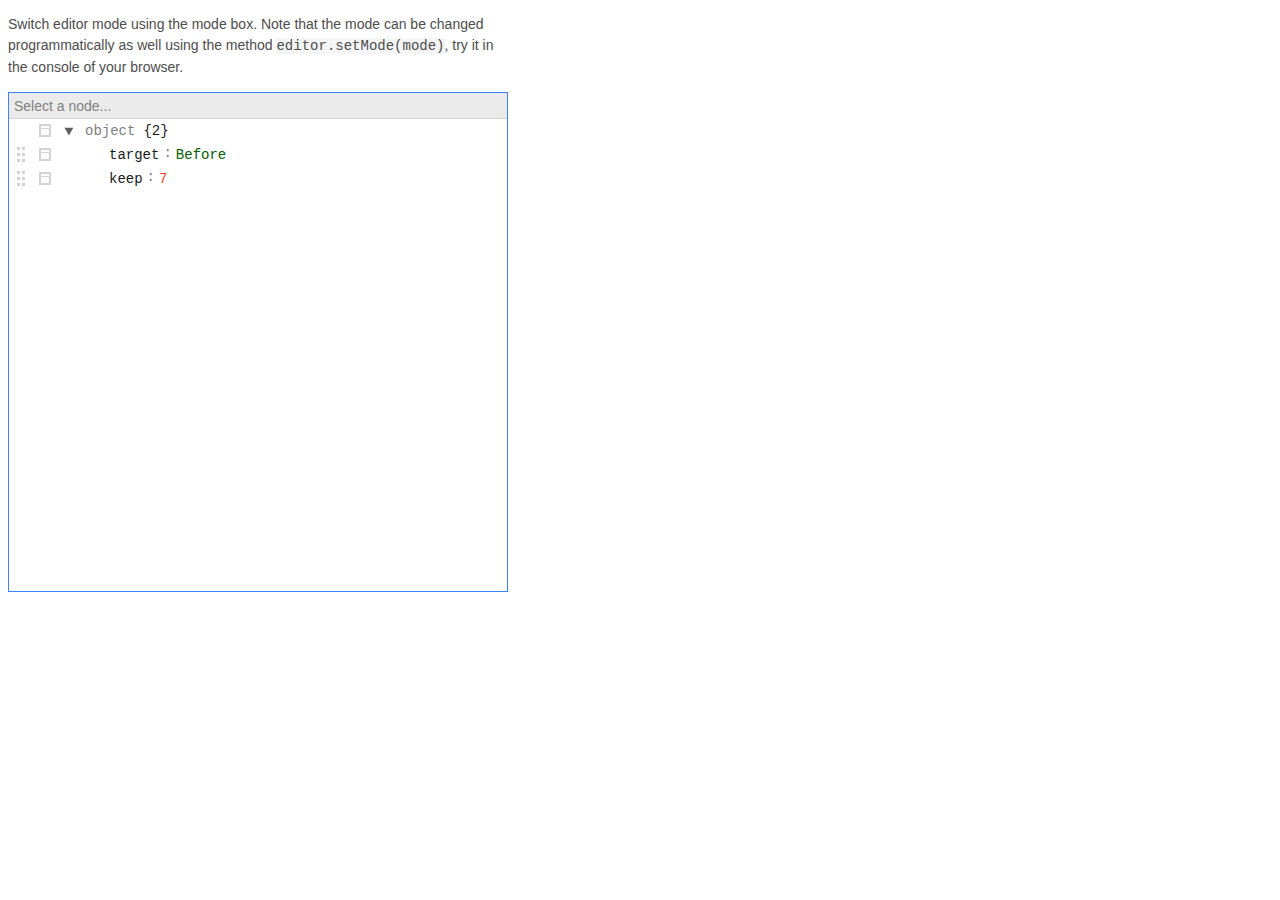 Switch editor mode using the mode box. Note that the mode can be changed
programmatically as well using the method editor.setMode(mode), try it in
the console of your browser.
Select a node...
object {2}
target : Before
keep : 7